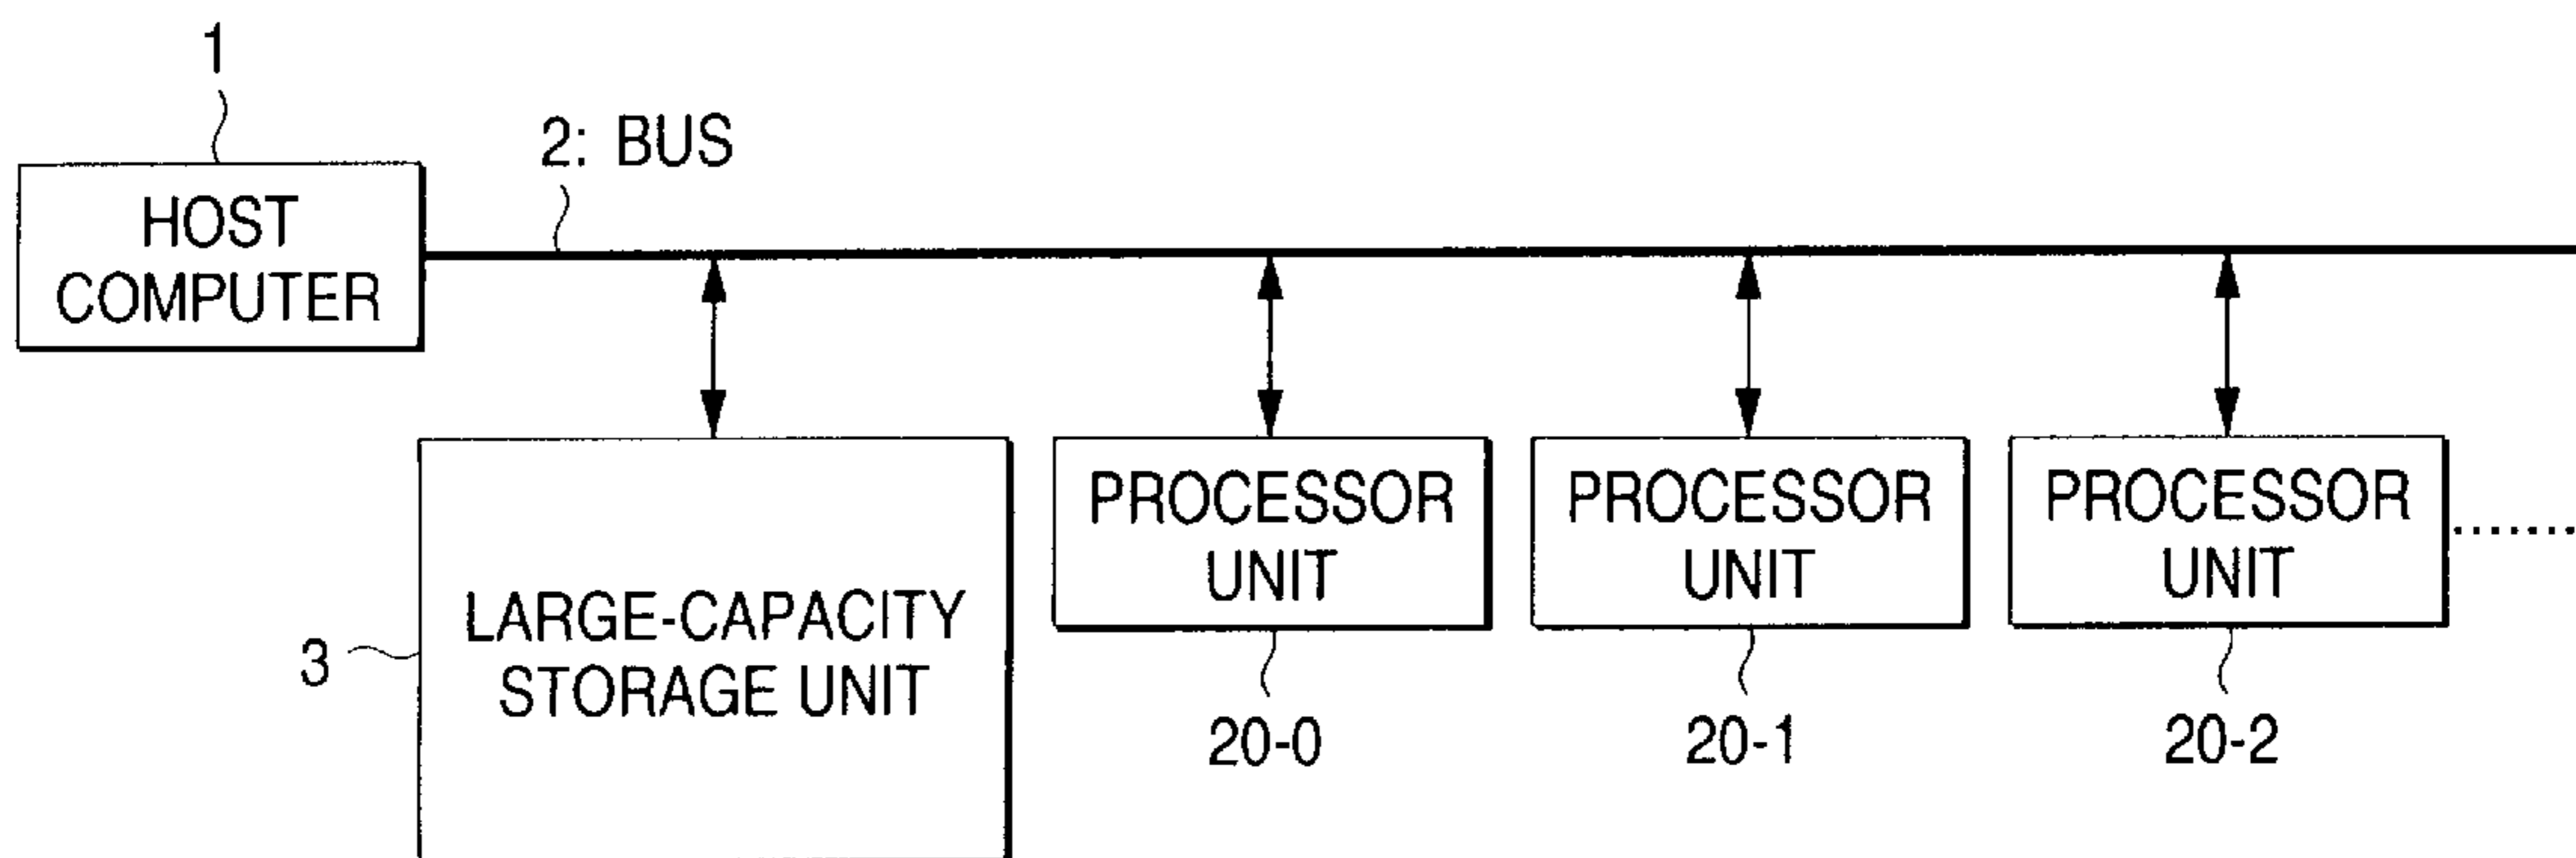 1
2: BUS
HOST
COMPUTER
PROCESSOR
UNIT
PROCESSOR
UNIT
PROCESSOR
UNIT
.......
LARGE-CAPACITY
STORAGE UNIT
3
20-0
20-1
20-2